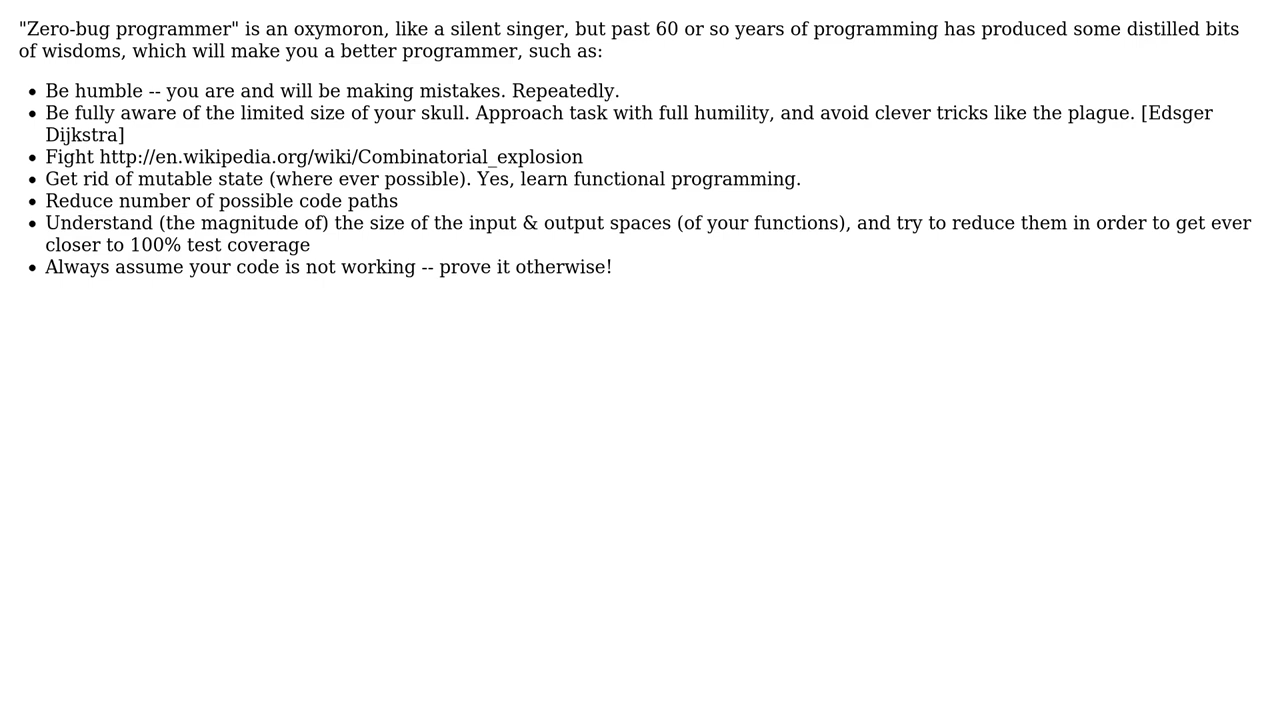 "Zero-bug programmer" is an oxymoron, like a silent singer, but past 60 or so years of programming has produced some distilled bits
of wisdoms, which will make you a better programmer, such as:
• Be humble -- you are and will be making mistakes. Repeatedly.
• Be fully aware of the limited size of your skull. Approach task with full humility, and avoid clever tricks like the plague. [Edsger
Dijkstra]
• Fight http://en.wikipedia.org/wiki/Combinatorial_explosion
• Get rid of mutable state (where ever possible). Yes, learn functional programming.
• Reduce number of possible code paths
• Understand (the magnitude of) the size of the input & output spaces (of your functions), and try to reduce them in order to get ever
closer to 100% test coverage
• Always assume your code is not working -- prove it otherwise!